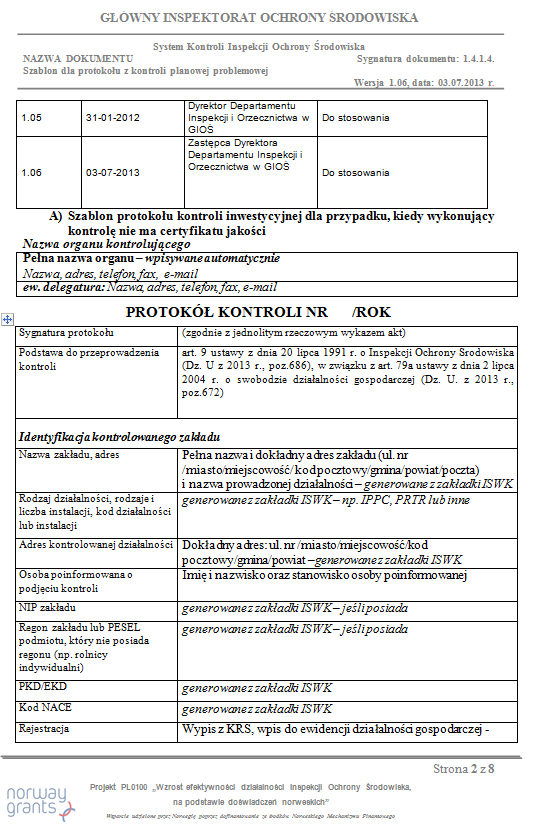 GŁÓWNY INSPEKTORAT OCHRONY ŚRODOWISKA
System Kontroli Inspekcji Ochrony Środowiska
NAZWA DOKUMENTU Sygnatura dokumentu: 1.4.1.4.
Szablon dla protokołu z kontroli planowej problemowej
Wersja 1.06, data: 03.07.2013 r.
1.05 31-01-2012 Dyrektor Departamentu Inspekcji i Orzecznictwa w GIOŚ Do stosowania
1.06 03-07-2013 Zastępca Dyrektora Departamentu Inspekcji i Orzecznictwa w GIOŚ Do stosowania
A) Szablon protokołu kontroli inwestycyjnej dla przypadku, kiedy wykonujący
kontrolę nie ma certyfikatu jakości
Nazwa organu kontrolującego
Pełna nazwa organu – wpisywane automatycznie
Nazwa, adres, telefon, fax, e-mail
ew. delegatura: Nazwa, adres, telefon, fax, e-mail
PROTOKÓŁ KONTROLI NR /ROK
Sygnatura protokołu (zgodnie z jednolitym rzeczowym wykazem akt)
Podstawa do przeprowadzenia
kontroli
art. 9 ustawy z dnia 20 lipca 1991 r. o Inspekcji Ochrony Środowiska
(Dz. U z 2013 r., poz.686), w związku z art. 79a ustawy z dnia 2 lipca
2004 r. o swobodzie działalności gospodarczej (Dz. U. z 2013 r.,
poz.672)
Identyfikacja kontrolowanego zakładu
Nazwa zakładu, adres
Pełna nazwa i dokładny adres zakładu (ul. nr
/miasto/miejscowość/ kod pocztowy/gmina/powiat/poczta)
i nazwa prowadzonej działalności – generowane z zakładki ISWK
Rodzaj działalności, rodzaje i
liczba instalacji, kod działalności
lub instalacji
generowane z zakładki ISWK – np. IPPC, PRTR lub inne
Adres kontrolowanej działalności
Dokładny adres: ul. nr /miasto/miejscowość/kod
pocztowy/gmina/powiat –generowane z zakładki ISWK
Osoba poinformowana o
podjęciu kontroli
Imię i nazwisko oraz stanowisko osoby poinformowanej
NIP zakładu generowane z zakładki ISWK – jeśli posiada
Regon zakładu lub PESEL
podmiotu, który nie posiada
regonu (np. rolnicy
indywidualni)
generowane z zakładki ISWK – jeśli posiada
PKD/EKD generowane z zakładki ISWK
Kod NACE generowane z zakładki ISWK
Rejestracja Wypis z KRS, wpis do ewidencji działalności gospodarczej -
Strona 2 z 8
norway
grants
Projekt PL0100 „Wzrost efektywności działalności Inspekcji Ochrony Środowiska,
na podstawie doświadczeń norweskich"
Wsparcie udzielone przez Norwegię poprzez dofinansowanie ze środków Norweskiego Mechanizmu Finansowego